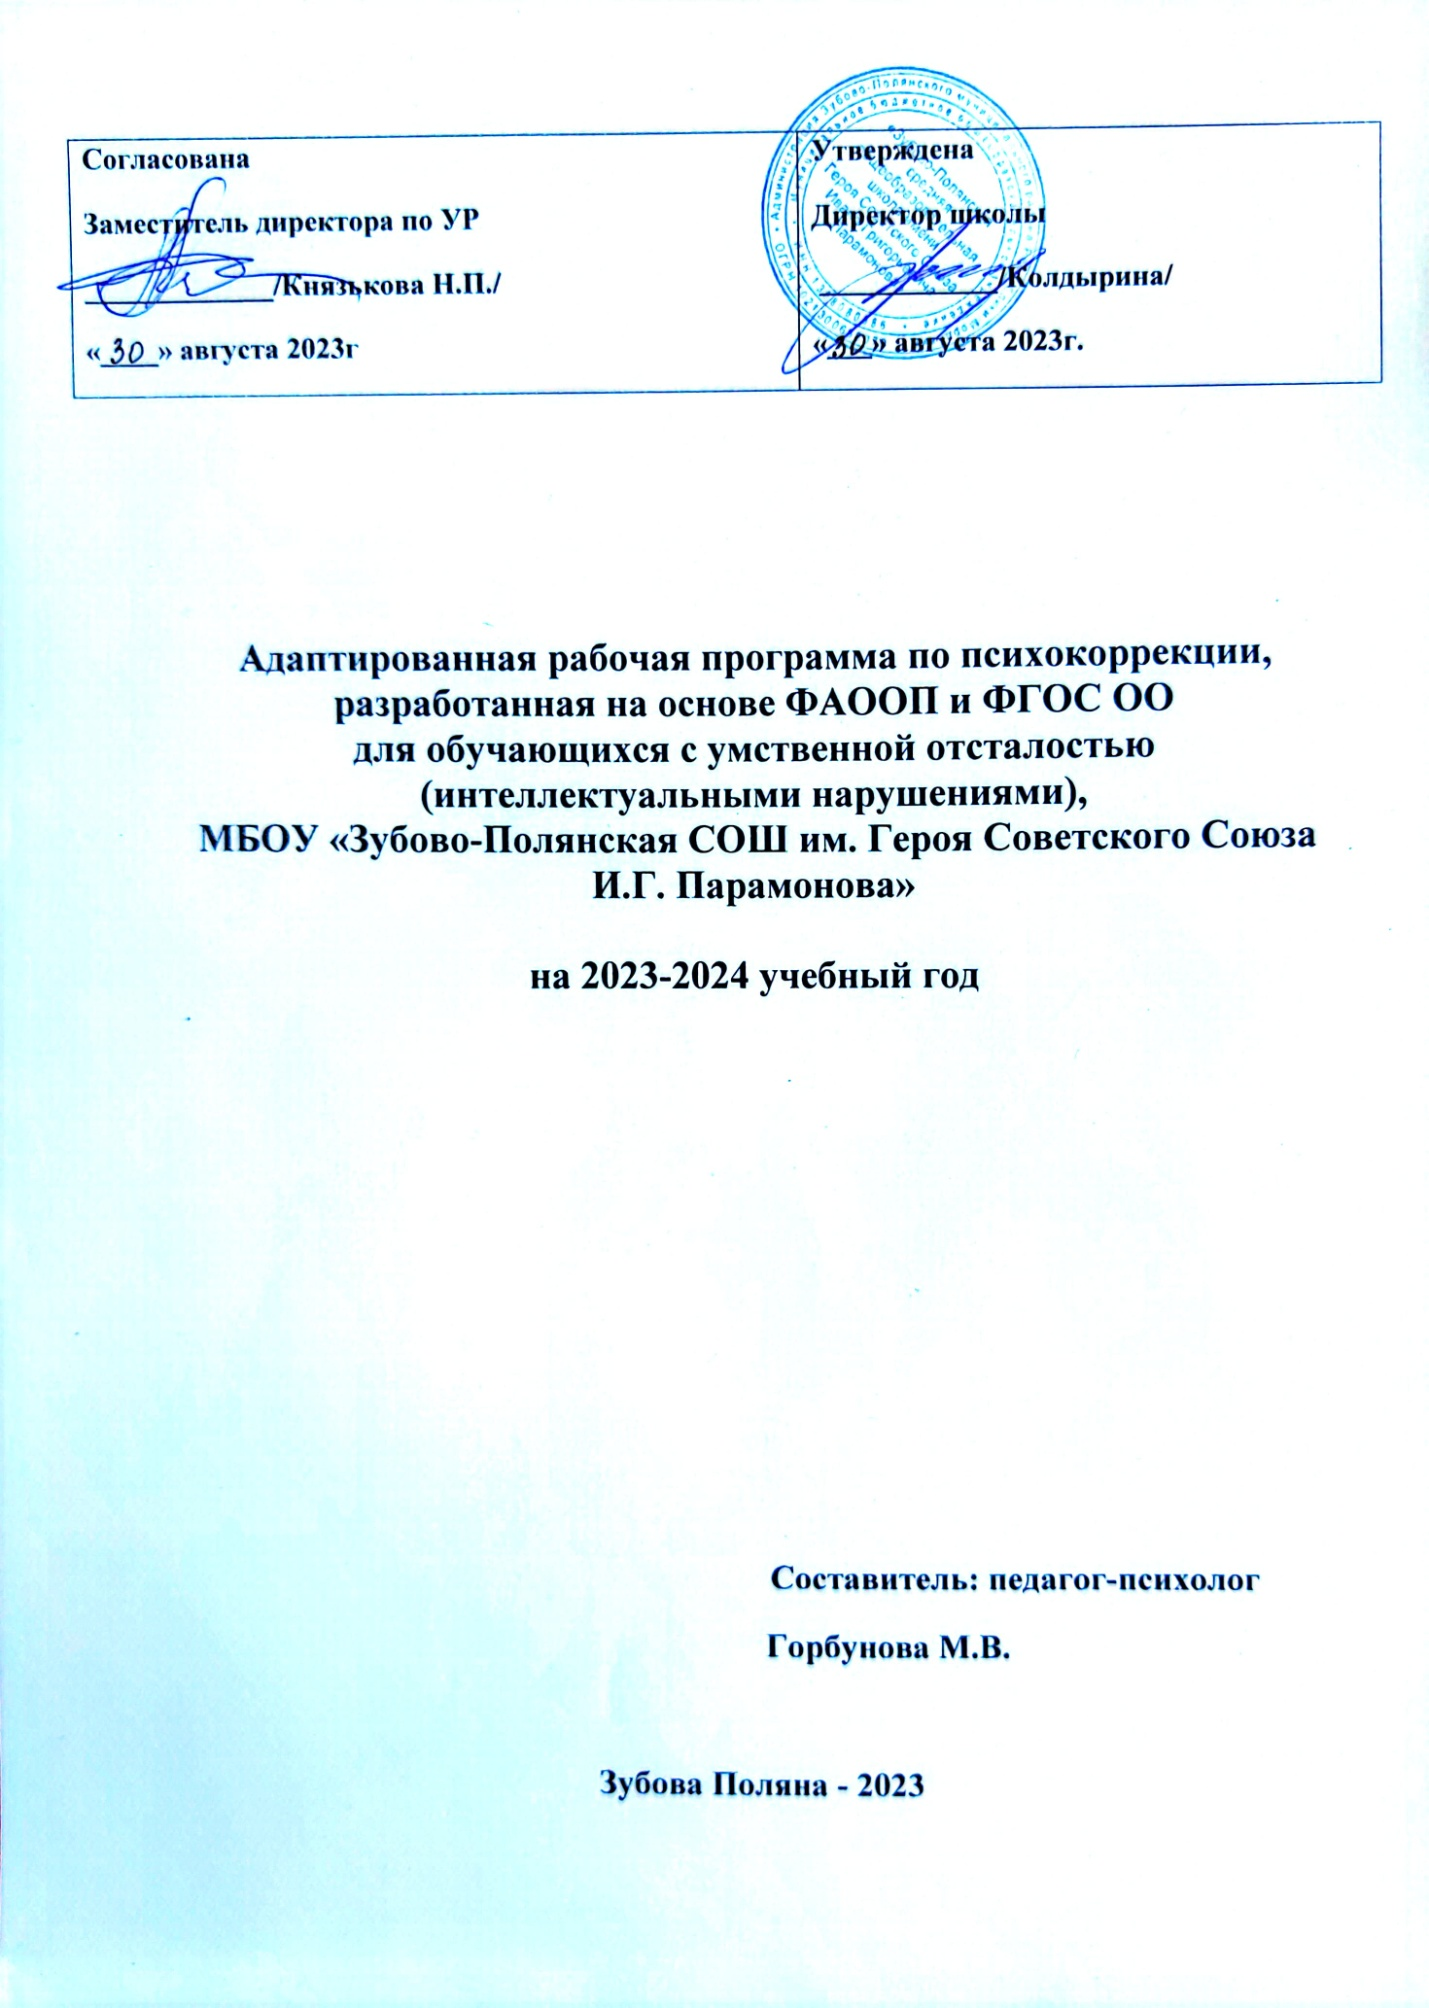 Согласована
Заместитель директора по УР
/Князькова Н.П./
«30» августа 2023г
Утверждена
Директор школы
/Колдырина/
«30» августа 2023г.
Адаптированная рабочая программа по психокоррекции,
разработанная на основе ФАООП и ФГОС ОО
для обучающихся с умственной отсталостью
(интеллектуальными нарушениями),
МБОУ «Зубово-Полянская СОШ им. Героя Советского Союза
И.Г. Парамонова»
на 2023-2024 учебный год
Составитель: педагог-психолог
Горбунова М.В.
Зубова Поляна - 2023